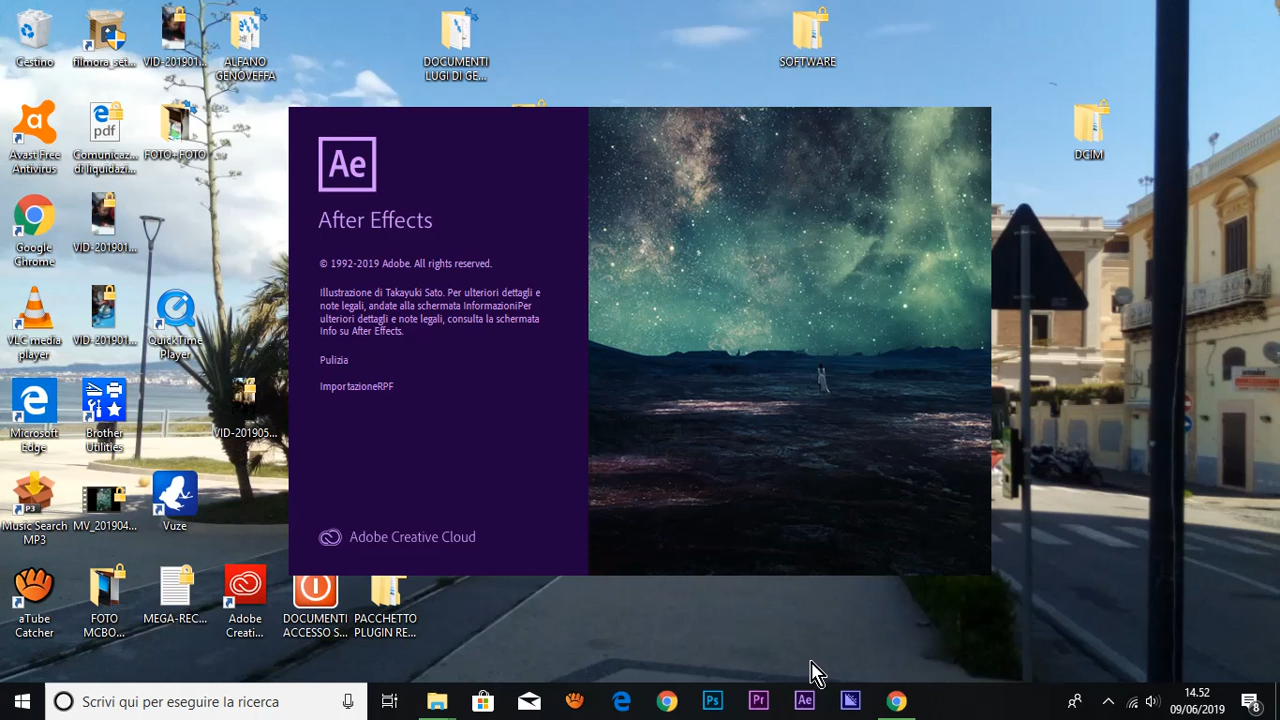 Cestino
filmora_set...
VID-201901...
ALFANO
GENOVEFFA
DOCUMENTI
LUGI DI GE...
SOFTWARE
Avast Free
Antivirus
pdf
Comunicaz...
di liquidazi...
FOTO+FOTO
DCIM
Google
Chrome
VID-201901...
VLC media
player
VID-201901...
QuickTime
Player
Microsoft
Edge
Brother
Utilities
VID-201905...
P3
Music Search
MP3
MV_201904...
Vuze
aTube
Catcher
FOTO
MCBO...
MEGA-REC...
Adobe
Creati...
DOCUMENTI
ACCESSO S...
PACCHETTO
PLUGIN RE...
Ae
After Effects
© 1992-2019 Adobe. All rights reserved.
Illustrazione di Takayuki Sato. Per ulteriori dettagli e
note legali, andate alla schermata InformazioniPer
ulteriori dettagli e note legali, consulta la schermata
Info su After Effects.
Pulizia
ImportazioneRPF
Adobe Creative Cloud
Scrivi qui per eseguire la ricerca
Ps
Pr
Ae
14.52
09/06/2019
8